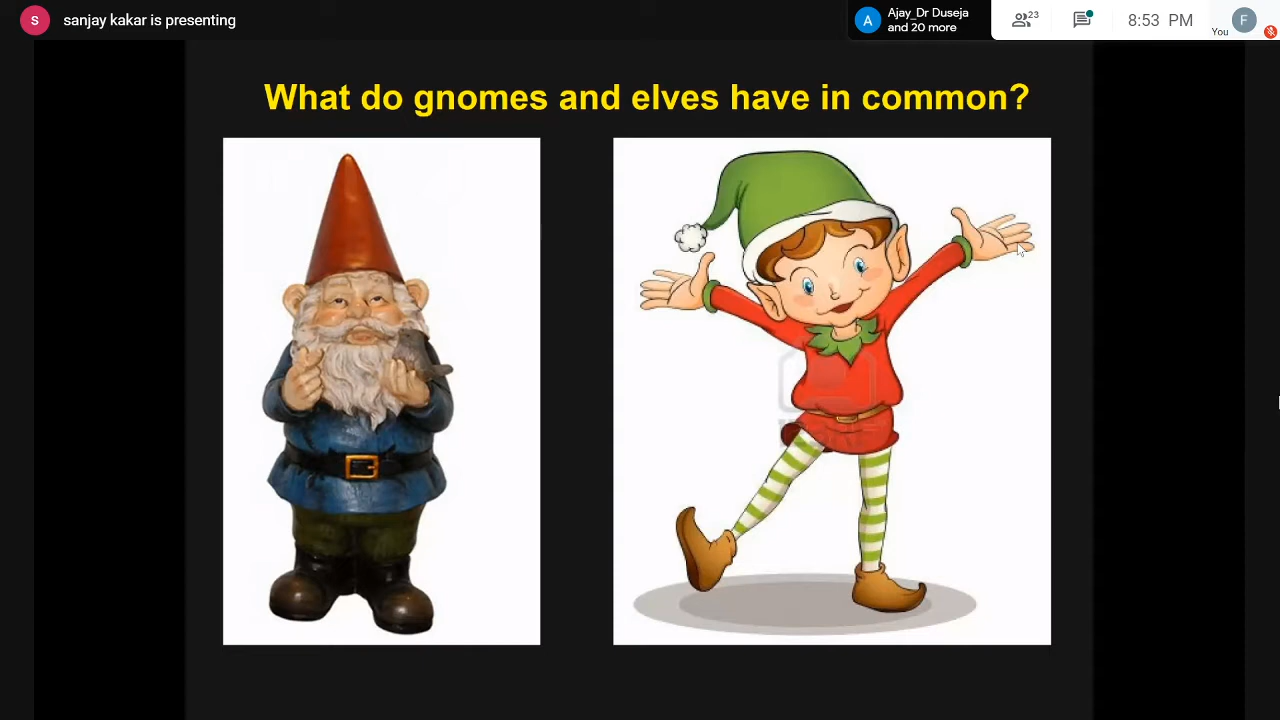 S
sanjay kakar is presenting
A
Ajay_Dr Duseja
and 20 more
23
8:53 PM
You
F
What do gnomes and elves have in common?